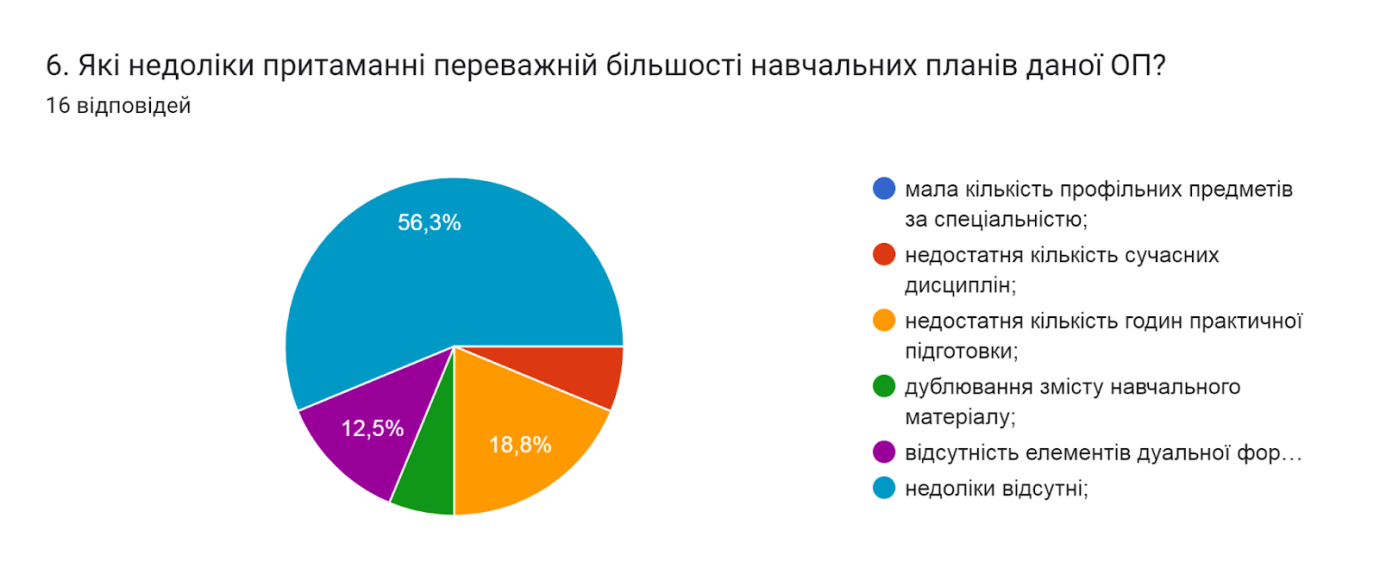 6. Які недоліки притаманні переважній більшості навчальних планів даної ОП?
16 відповідей
56,3%
12,5%
18,8%
мала кількість профільних предметів
за спеціальністю;
недостатня кількість сучасних
дисциплін;
недостатня кількість годин практичної
підготовки;
дублювання змісту навчального
матеріалу;
відсутність елементів дуальної фор…
недоліки відсутні;